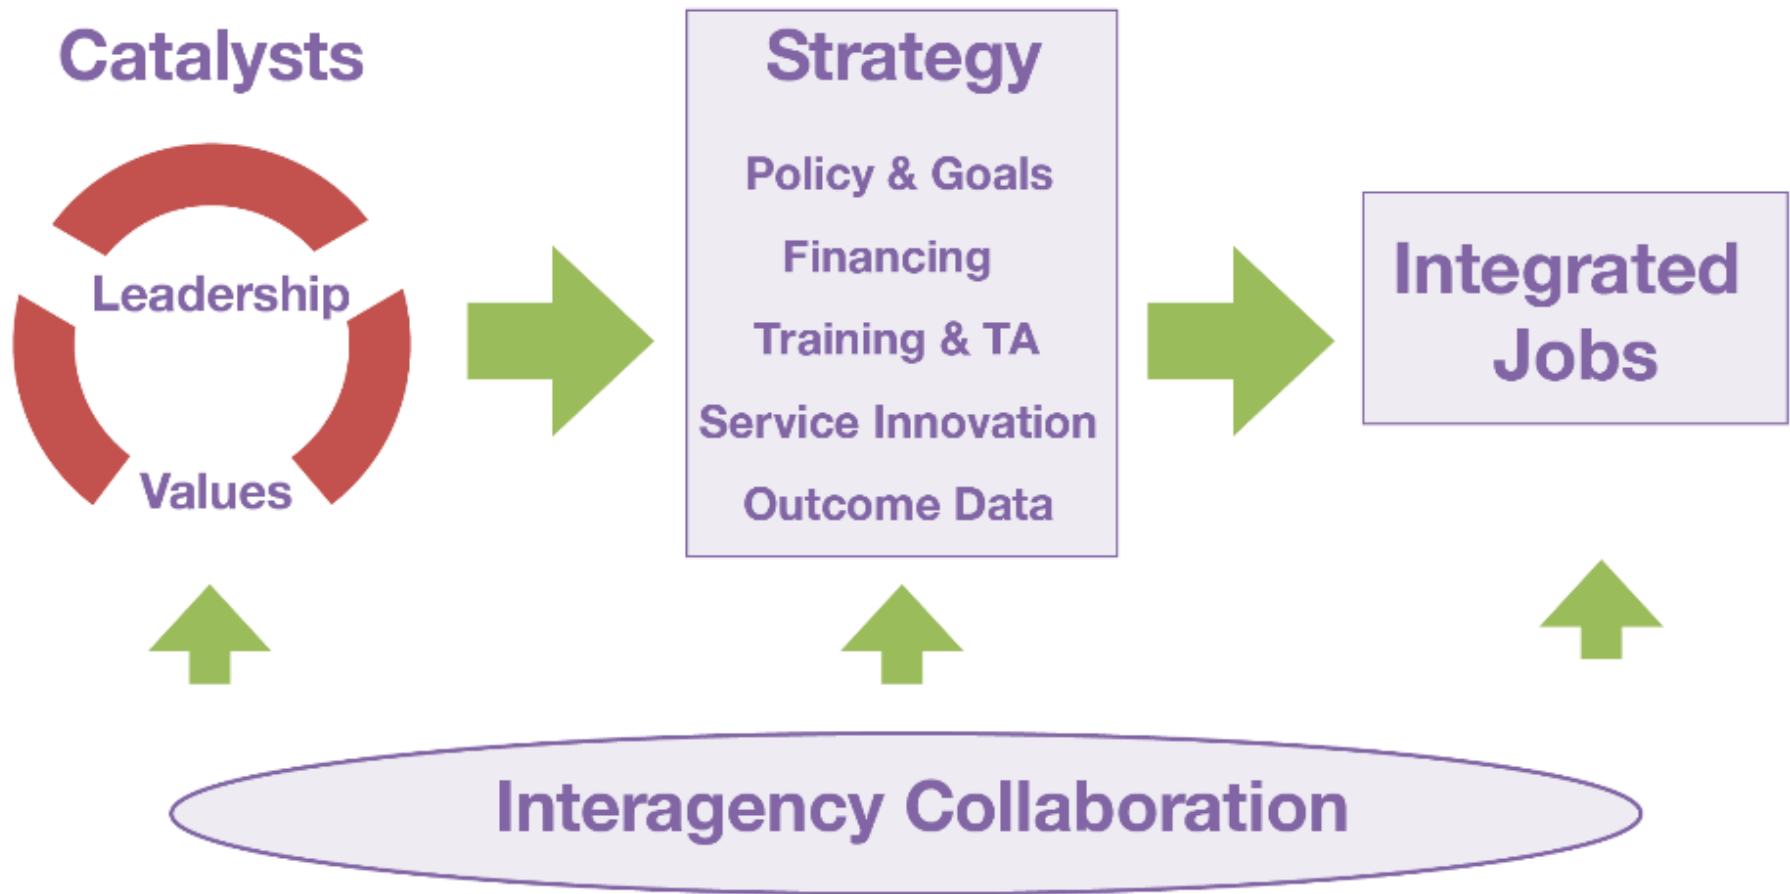 Catalysts
Leadership
Values
Strategy
Policy & Goals
Financing
Training & TA
Service Innovation
Outcome Data
Integrated
Jobs
Interagency Collaboration